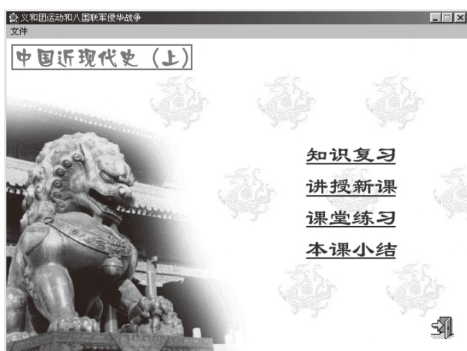 义和团运动和八国联军侵华战争
文件
中国近现代史（上）
知识复习
讲授新课
课堂练习
本课小结